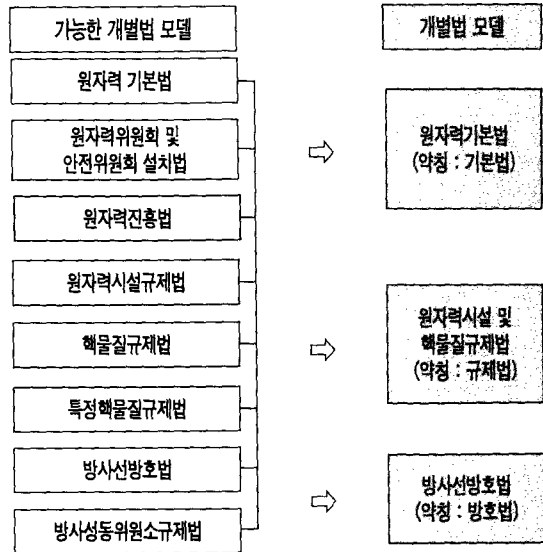 가능한 개별법 모델
원자력 기본법
원자력위원회 및
안전위원회 설치법
원자력진흥법
원자력시설규제법
핵물질규제법
특정핵물질규제법
방사선방호법
방사성동위원소규제법
개별법 모델
원자력기본법
(약칭 : 기본법)
원자력시설 및
핵물질규제법
(약칭 : 규제법)
방사선방호법
(약칭 : 방호법)